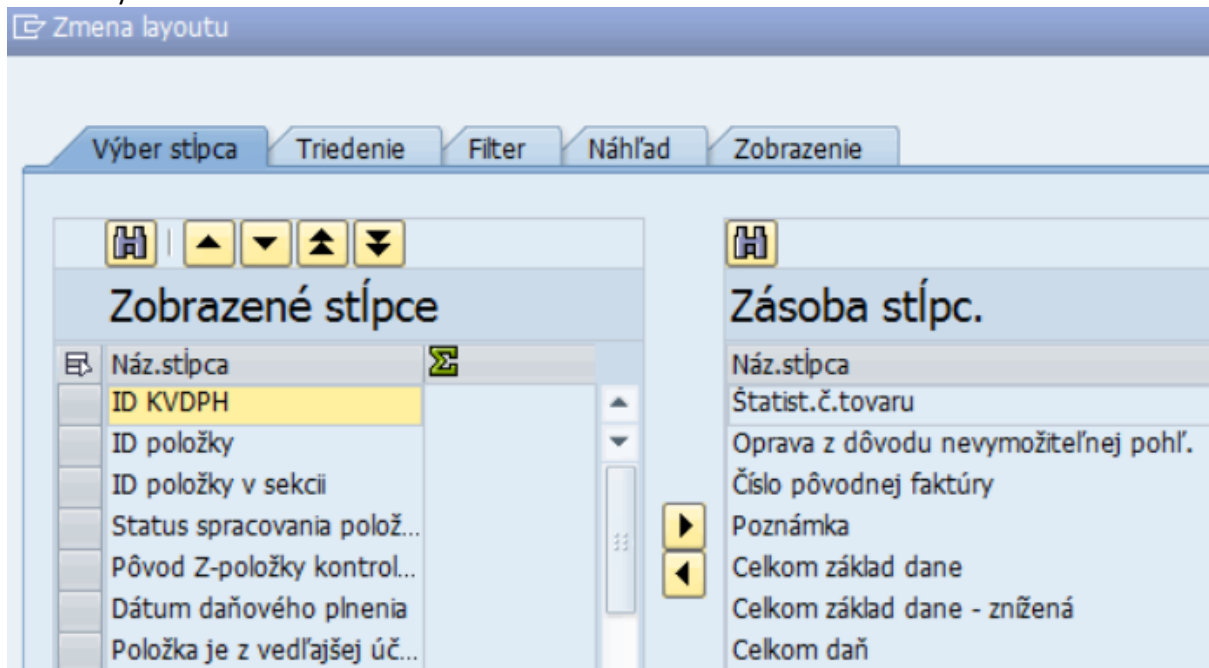 Zmena layoutu
Výber stĺpca Triedenie Filter Náhľad Zobrazenie
Zobrazené stĺpce
Náz.stĺpca
ID KVDPH
ID položky
ID položky v sekcii
Status spracovania polož...
Pôvod Z-položky kontrol...
Dátum daňového plnenia
Položka je z vedľajšej úč...
Zásoba stĺpc.
Náz.stĺpca
Štatist.č.tovaru
Oprava z dôvodu nevymožiteľnej pohľ.
Číslo pôvodnej faktúry
Poznámka
Celkom základ dane
Celkom základ dane - znížená
Celkom daň